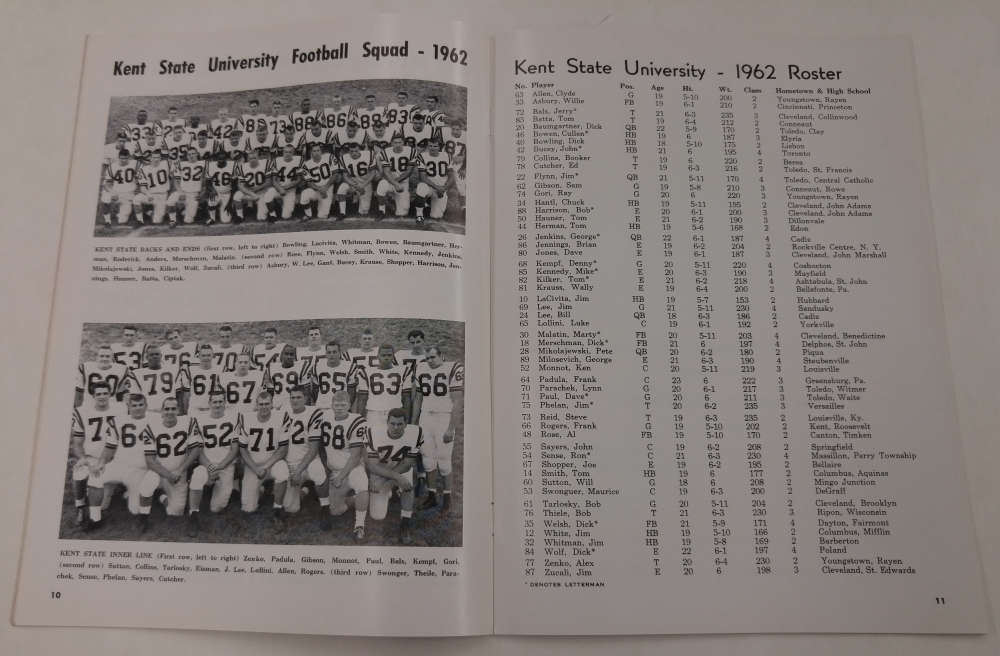 Kent State University Football Squad - 1962
KENT STATE BACKS AND ENDS (first row, left to right) Bowling, Lacivita, Whitman, Bowen, Baumgartner, Her-
man, Roderick, Anders, Merschman, Malatin. (second row) Rose, Flynn, Welsh, Smith, White, Kennedy, Jenkins,
Mikolajewski, Jones, Kilker, Wolf, Zucali. (third row) Asbury, W. Lee, Gant, Bucey, Krause, Shopper, Harrison, Jen-
nings, Hauser, Batta, Ciptak.
KENT STATE INNER LINE (First row, left to right) Zenko, Padula, Gibson, Monnot, Paul, Bels, Kempf, Gori.
(second row) Sutton, Collins, Tarlosky, Eisman, J. Lee, Lollini, Allen, Rogers. (third row) Swonger, Theile, Para-
chek, Sense, Phelan, Sayers, Cutcher.
10
Kent State University - 1962 Roster
No. Player Pos. Age Ht. Wt. Class Hometown & High School
63 Allen, Clyde G 19 5-10 200 2 Youngstown, Rayen
33 Asbury, Willie FB 19 6-1 210 2 Cincinnati, Princeton
72 Bels, Jerry* T 21 6-3 235 3 Cleveland, Collinwood
85 Batta, Tom T 19 6-4 212 2 Conneaut
20 Baumgartner, Dick QB 22 5-9 170 2 Toledo, Clay
46 Bowen, Cullen* HB 19 6 187 3 Elyria
40 Bowling, Dick HB 18 5-10 175 2 Lisbon
42 Bucey, John* HB 21 6 195 4 Toronto
79 Collins, Booker T 19 6 220 2 Berea
78 Cutcher, Ed T 19 6-3 216 2 Toledo, St. Francis
22 Flynn, Jim* QB 21 5-11 170 4 Toledo, Central Catholic
62 Gibson, Sam G 19 5-8 210 3 Conneaut, Rowe
74 Gori, Ray G 20 6 220 3 Youngstown, Rayen
34 Hantl, Chuck HB 19 5-11 195 2 Cleveland, John Adams
88 Harrison, Bob* E 20 6-1 200 3 Cleveland, John Adams
50 Hauser, Tom E 21 6-2 190 3 Dillonvale
44 Herman, Tom HB 19 5-6 168 2 Edon
26 Jenkins, George* QB 22 6-1 187 4 Cadiz
86 Jennings, Brian E 19 6-2 204 2 Rockville Centre, N. Y.
80 Jones, Dave E 19 6-1 187 3 Cleveland, John Marshall
68 Kempf, Denny* G 20 5-11 220 4 Coshocton
85 Kennedy, Mike* E 20 6-3 190 2 Mayfield
82 Kilker, Tom* E 21 6-2 218 4 Ashtabula, St. John
81 Krauss, Wally E 19 6-4 200 2 Bellefonte, Pa.
10 LaCivita, Jim HB 19 5-7 153 2 Hubbard
69 Lee, Jim G 21 5-11 230 4 Sandusky
24 Lee, Bill QB 18 6-3 186 2 Cadiz
65 Lollini, Luke C 19 6-1 192 2 Yorkville
30 Malatin, Marty* FB 20 5-11 203 4 Cleveland, Benedictine
18 Merschman, Dick* FB 21 6 197 4 Delphos, St. John
28 Mikolajewski, Pete QB 20 6-2 180 2 Piqua
89 Milosevich, George E 21 6-3 190 4 Steubenville
52 Monnot, Ken C 20 5-11 219 3 Louisville
64 Padula, Frank C 23 6 222 3 Greensburg, Pa.
70 Parachek, Lynn G 20 6-1 217 3 Toledo, Witmer
71 Paul, Dave* G 20 6 211 3 Toledo, Waite
75 Phelan, Jim* T 20 6-2 235 3 Versailles
73 Reid, Steve T 19 6-3 235 2 Louisville, Ky.
66 Rogers, Frank G 19 5-10 202 2 Kent, Roosevelt
48 Rose, Al FB 19 5-10 170 2 Canton, Timken
55 Sayers, John C 19 6-2 208 2 Springfield
54 Sense, Ron* C 21 6-3 230 4 Massillon, Perry Township
67 Shopper, Joe E 19 6-2 195 2 Bellaire
14 Smith, Tom HB 19 6 177 2 Columbus, Aquinas
60 Sutton, Will G 18 6 208 2 Mingo Junction
53 Swonguer, Maurice C 19 6-3 200 2 DeGraff
61 Tarlosky, Bob G 20 5-11 204 2 Cleveland, Brooklyn
76 Thiele, Bob T 21 6-3 230 3 Ripon, Wisconsin
35 Welsh, Dick* FB 21 5-9 171 4 Dayton, Fairmont
12 White, Jim HB 19 5-10 166 2 Columbus, Mifflin
32 Whitman, Jim HB 19 5-8 169 2 Barberton
84 Wolf, Dick* E 22 6-1 197 4 Poland
77 Zenko, Alex T 20 6-4 230 2 Youngstown, Rayen
87 Zucali, Jim E 20 6 198 3 Cleveland, St. Edwards
* DENOTES LETTERMAN
11